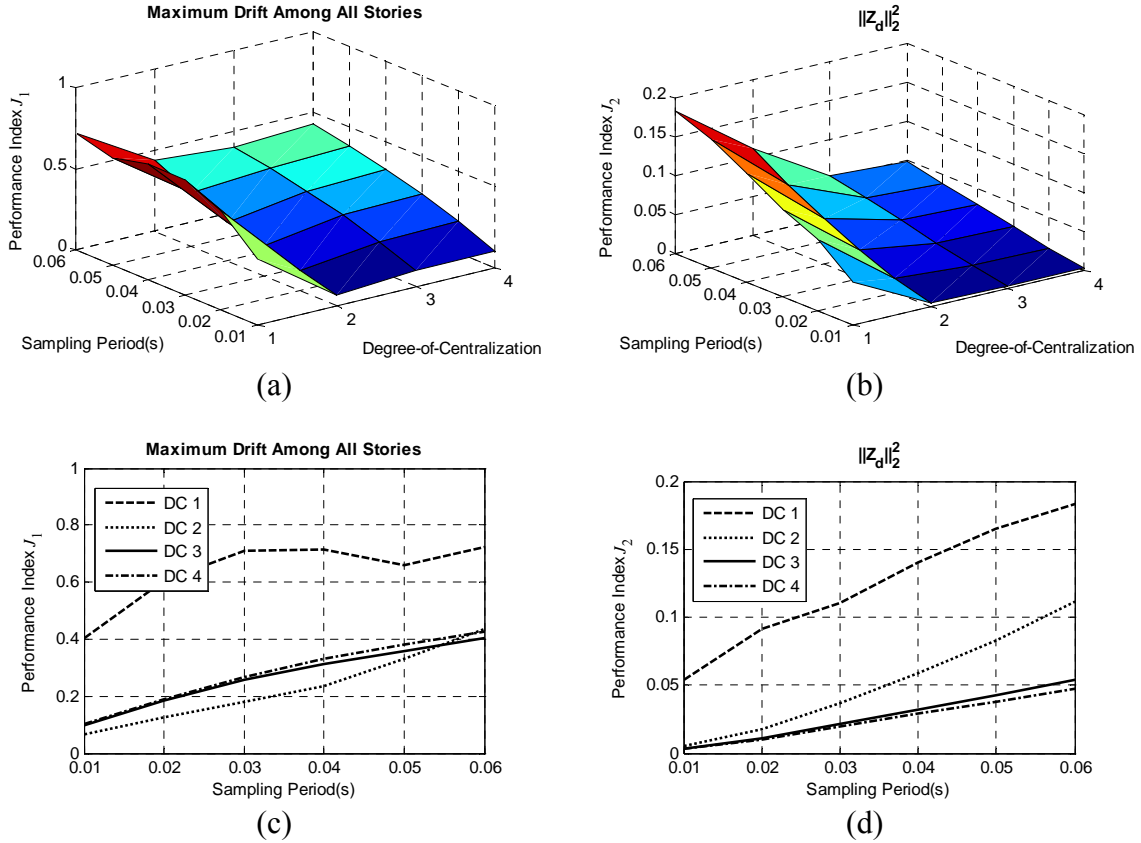 Maximum Drift Among All Stories
Performance Index J₁
1
0.5
0
0.06
0.05
0.04
0.03
0.02
0.01
1
2
3
4
Sampling Period(s)
Degree-of-Centralization
(a)
||Z_d||₂²
Performance Index J₂
0.2
0.15
0.1
0.05
0
0.06
0.05
0.04
0.03
0.02
0.01
1
2
3
4
Sampling Period(s)
Degree-of-Centralization
(b)
Maximum Drift Among All Stories
Performance Index J₁
1
0.8
0.6
0.4
0.2
0
DC 1
DC 2
DC 3
DC 4
0.01 0.02 0.03 0.04 0.05 0.06
Sampling Period(s)
(c)
||Z_d||₂²
Performance Index J₂
0.2
0.15
0.1
0.05
0
DC 1
DC 2
DC 3
DC 4
0.01 0.02 0.03 0.04 0.05 0.06
Sampling Period(s)
(d)